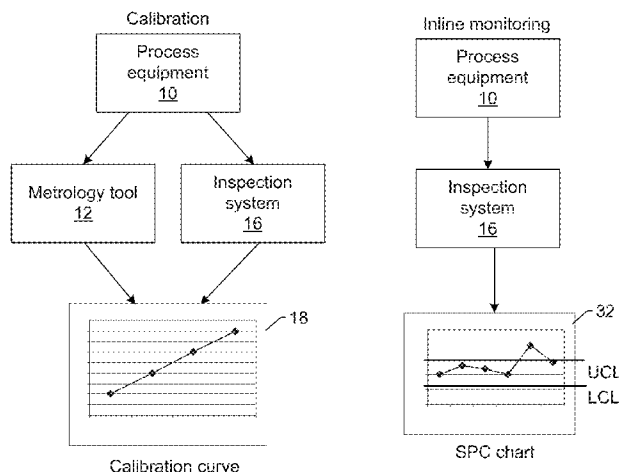 Calibration
Process
equipment
10
Metrology tool
12
Inspection
system
16
18
Calibration curve
Inline monitoring
Process
equipment
10
Inspection
system
16
32
UCL
LCL
SPC chart